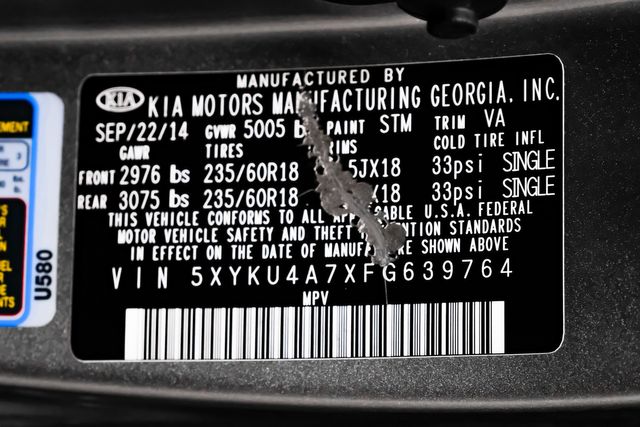 MANUFACTURED BY
KIA KIA MOTORS MANUFACTURING GEORGIA, INC.
SEP/22/14 GVWR 5005 PAINT STM TRIM VA
GAWR TIRES COLD TIRE INFL
FRONT 2976 lbs 235/60R18 5JX18 33psi SINGLE
REAR 3075 lbs 235/60R18 33psi SINGLE
THIS VEHICLE CONFORMS TO ALL U.S.A. FEDERAL
MOTOR VEHICLE SAFETY AND THEFT STANDARDS
IN EFFECT ON THE DATE OF SHOWN ABOVE
VIN 5XYKU4A7XFG639764
MPV
U580